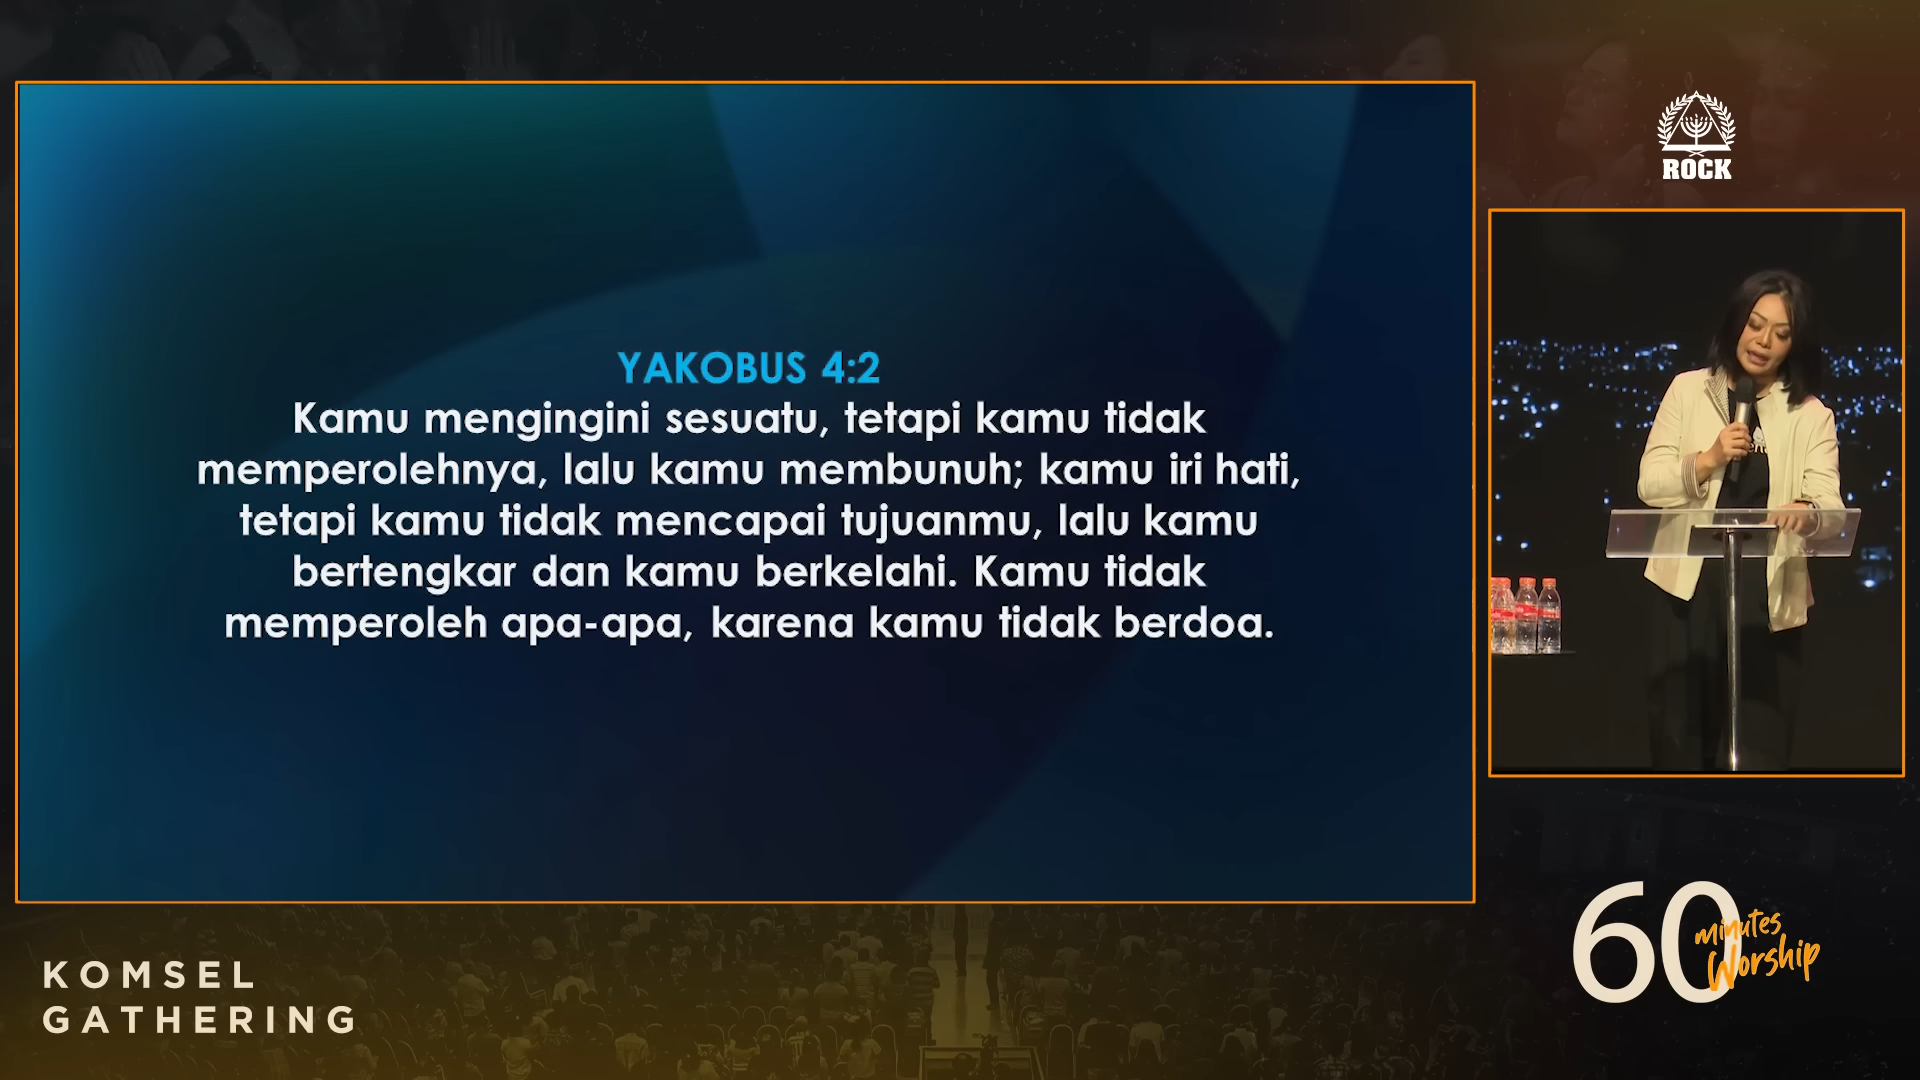 YAKOBUS 4:2
Kamu mengingini sesuatu, tetapi kamu tidak
memperolehnya, lalu kamu membunuh; kamu iri hati,
tetapi kamu tidak mencapai tujuanmu, lalu kamu
bertengkar dan kamu berkelahi. Kamu tidak
memperoleh apa-apa, karena kamu tidak berdoa.
ROCK
KOMSEL
GATHERING
60
minutes
Worship